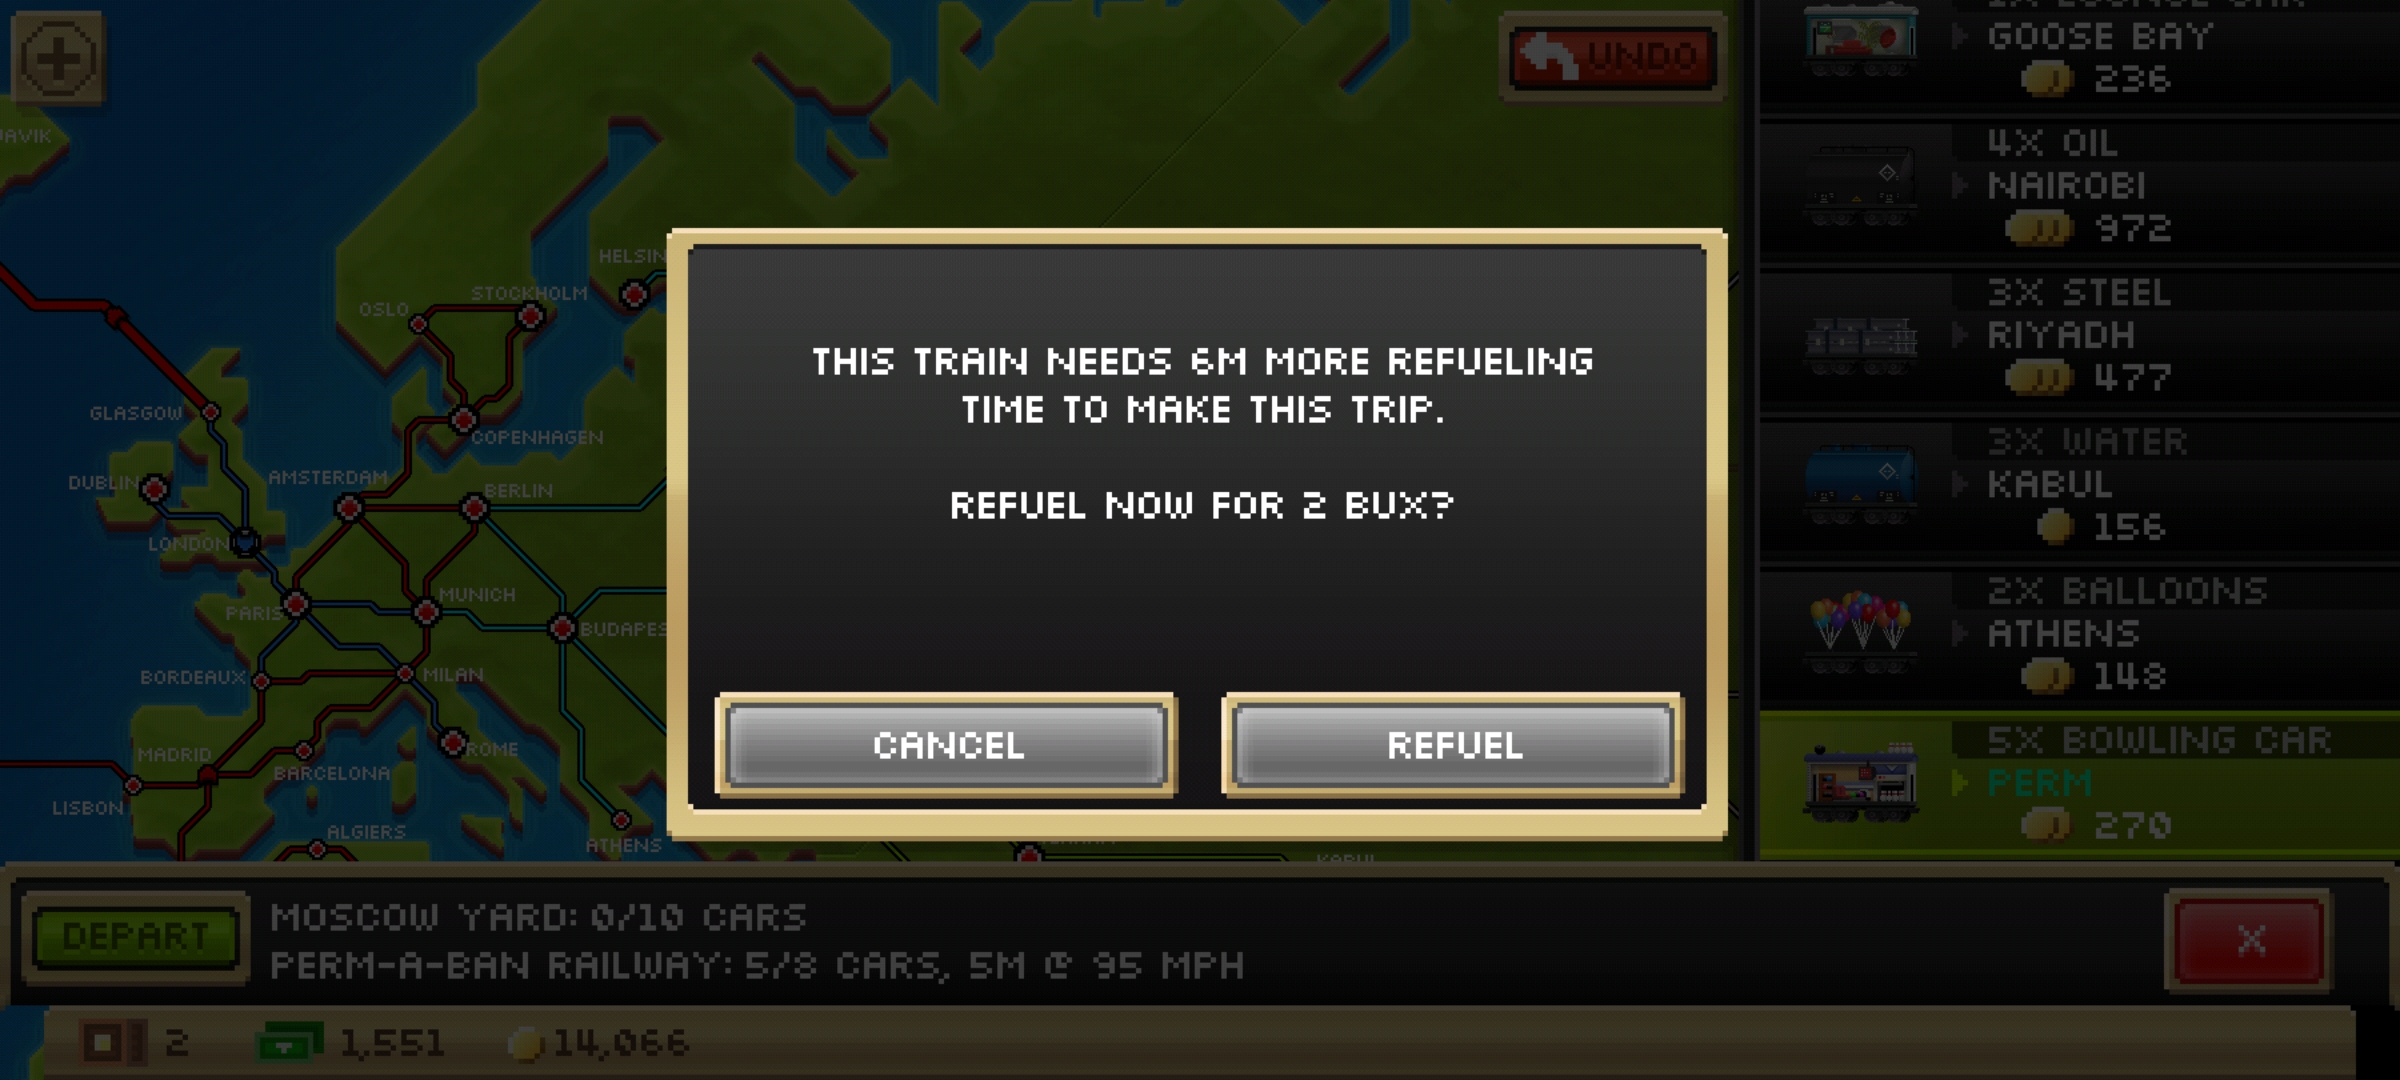 UNDO
GOOSE BAY
236
4X OIL
NAIROBI
972
3X STEEL
RIYADH
477
3X WATER
KABUL
156
2X BALLOONS
ATHENS
148
5X BOWLING CAR
PERM
270
OSLO
STOCKHOLM
GLASGOW
COPENHAGEN
DUBLIN
AMSTERDAM
BERLIN
LONDON
PARIS
MUNICH
BUDAPES
BORDEAUX
MILAN
MADRID
ROME
BARCELONA
LISBON
ALGIERS
ATHENS
KABUL
HELSIN
AVIK
THIS TRAIN NEEDS 6M MORE REFUELING
TIME TO MAKE THIS TRIP.
REFUEL NOW FOR 2 BUX?
CANCEL
REFUEL
DEPART
MOSCOW YARD: 0/10 CARS
PERM-A-BAN RAILWAY: 5/8 CARS, 5M @ 95 MPH
X
2
1,551
14,066